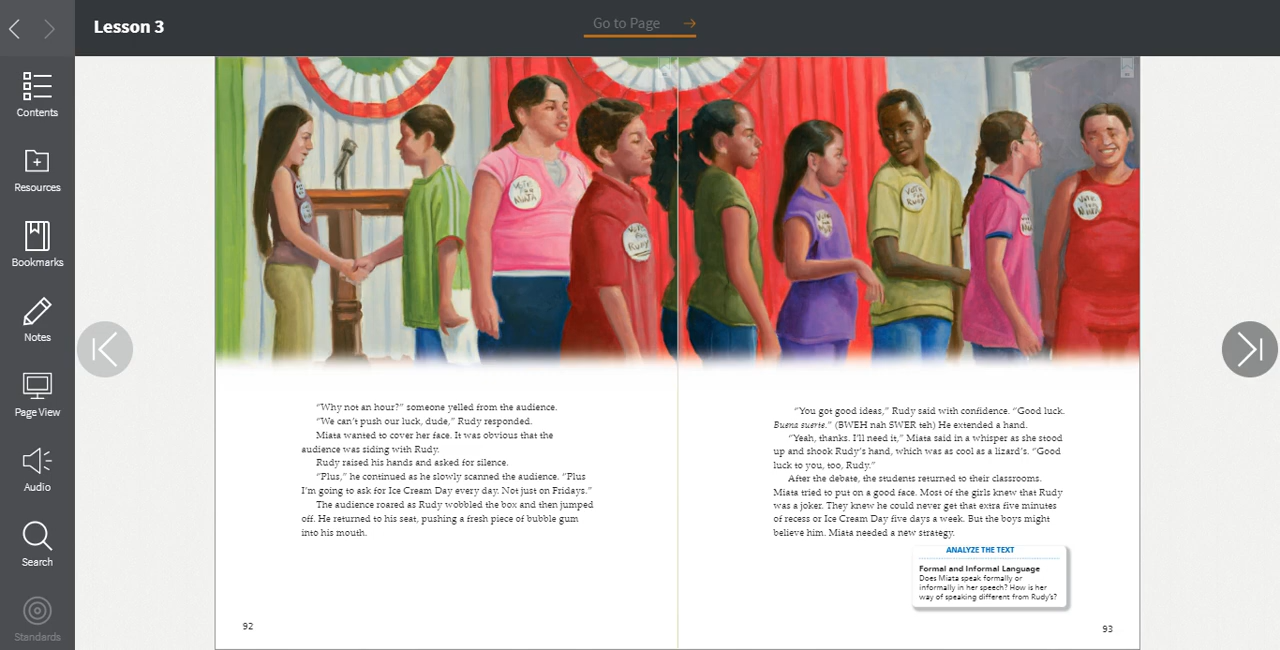 Lesson 3
Go to Page
Contents
Resources
Bookmarks
Notes
Page View
Audio
Search
Standards
VOTE
FOR
MIATA
VOTE
FOR
Rudy
VOTE
FOR
Rudy
“Why not an hour?” someone yelled from the audience.
“We can’t push our luck, dude,” Rudy responded.
Miata wanted to cover her face. It was obvious that the
audience was siding with Rudy.
Rudy raised his hands and asked for silence.
“Plus,” he continued as he slowly scanned the audience. “Plus
I’m going to ask for Ice Cream Day every day. Not just on Fridays.”
The audience roared as Rudy wobbled the box and then jumped
off. He returned to his seat, pushing a fresh piece of bubble gum
into his mouth.
92
“You got good ideas,” Rudy said with confidence. “Good luck.
Buena suerte.” (BWEH nah SWER teh) He extended a hand.
“Yeah, thanks. I’ll need it,” Miata said in a whisper as she stood
up and shook Rudy’s hand, which was as cool as a lizard’s. “Good
luck to you, too, Rudy.”
After the debate, the students returned to their classrooms.
Miata tried to put on a good face. Most of the girls knew that Rudy
was a joker. They knew he could never get that extra five minutes
of recess or Ice Cream Day five days a week. But the boys might
believe him. Miata needed a new strategy.
ANALYZE THE TEXT
Formal and Informal Language
Does Miata speak formally or
informally in her speech? How is her
way of speaking different from Rudy’s?
93